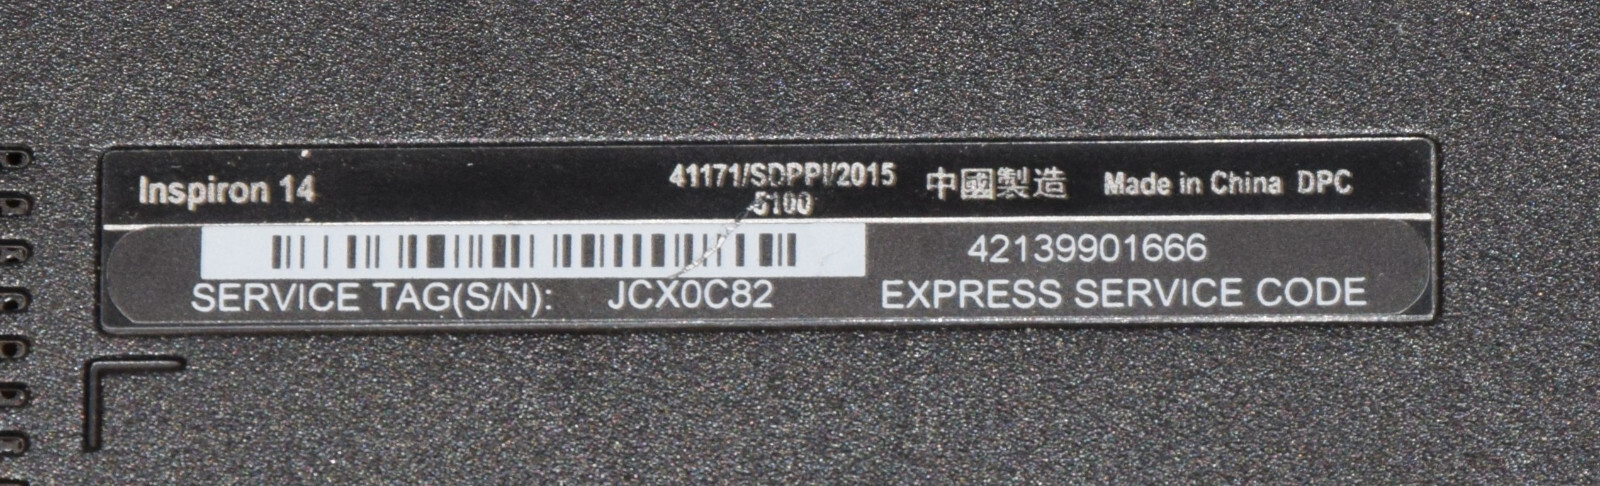 Inspiron 14
41171/SDPPI/2015
5100
中國製造 Made in China DPC
42139901666
SERVICE TAG(S/N): JCX0C82 EXPRESS SERVICE CODE